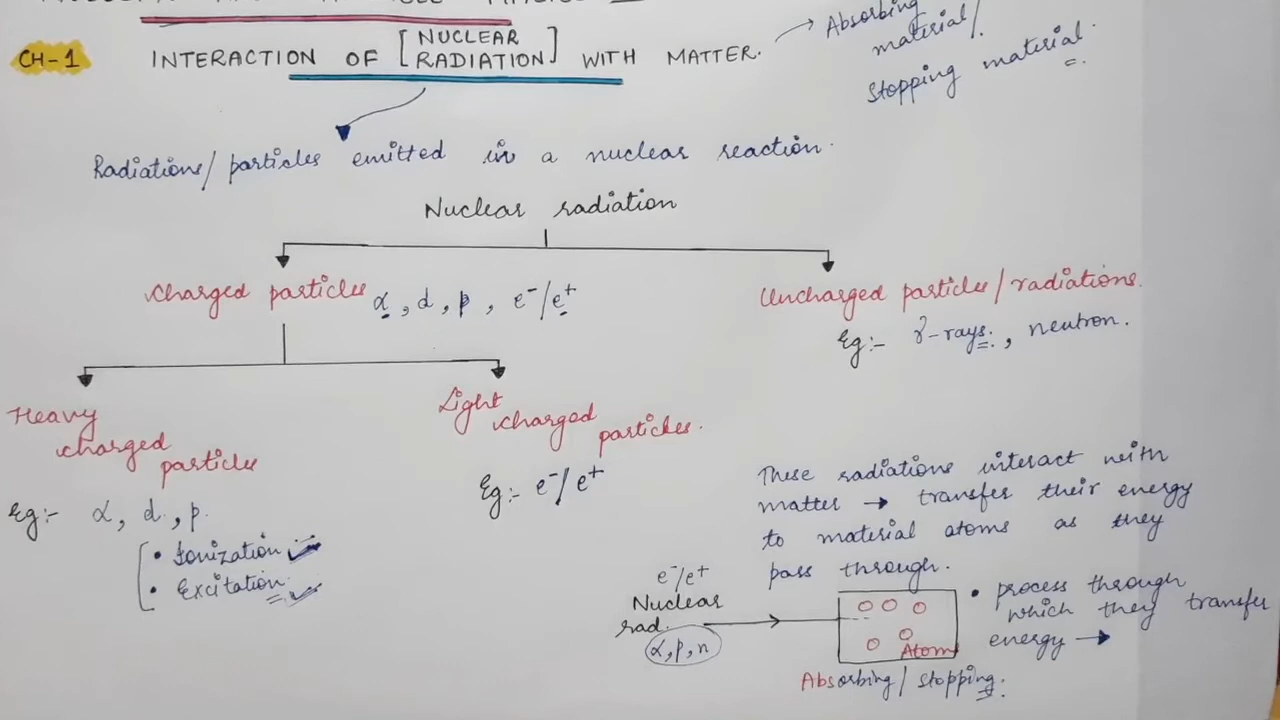 CH-1 INTERACTION OF [NUCLEAR RADIATION] WITH MATTER.
Absorbing
material/
Stopping material.
Radiations/particles emitted in a nuclear reaction.
Nuclear radiation
Charged particles α, d, p, e⁻/e⁺
Uncharged particles/radiations.
Eg:- γ-rays, neutron.
Heavy
charged
particle
Eg:- α, d, p.
• Ionization
• Excitation
Light
charged
particles.
Eg:- e⁻/e⁺
These radiations interact with
matter → transfer their energy
to material atoms as they
pass through.
e⁻/e⁺
Nuclear
rad.
α, p, n
Atom
Absorbing/stopping.
• process through
which they transfer
energy →